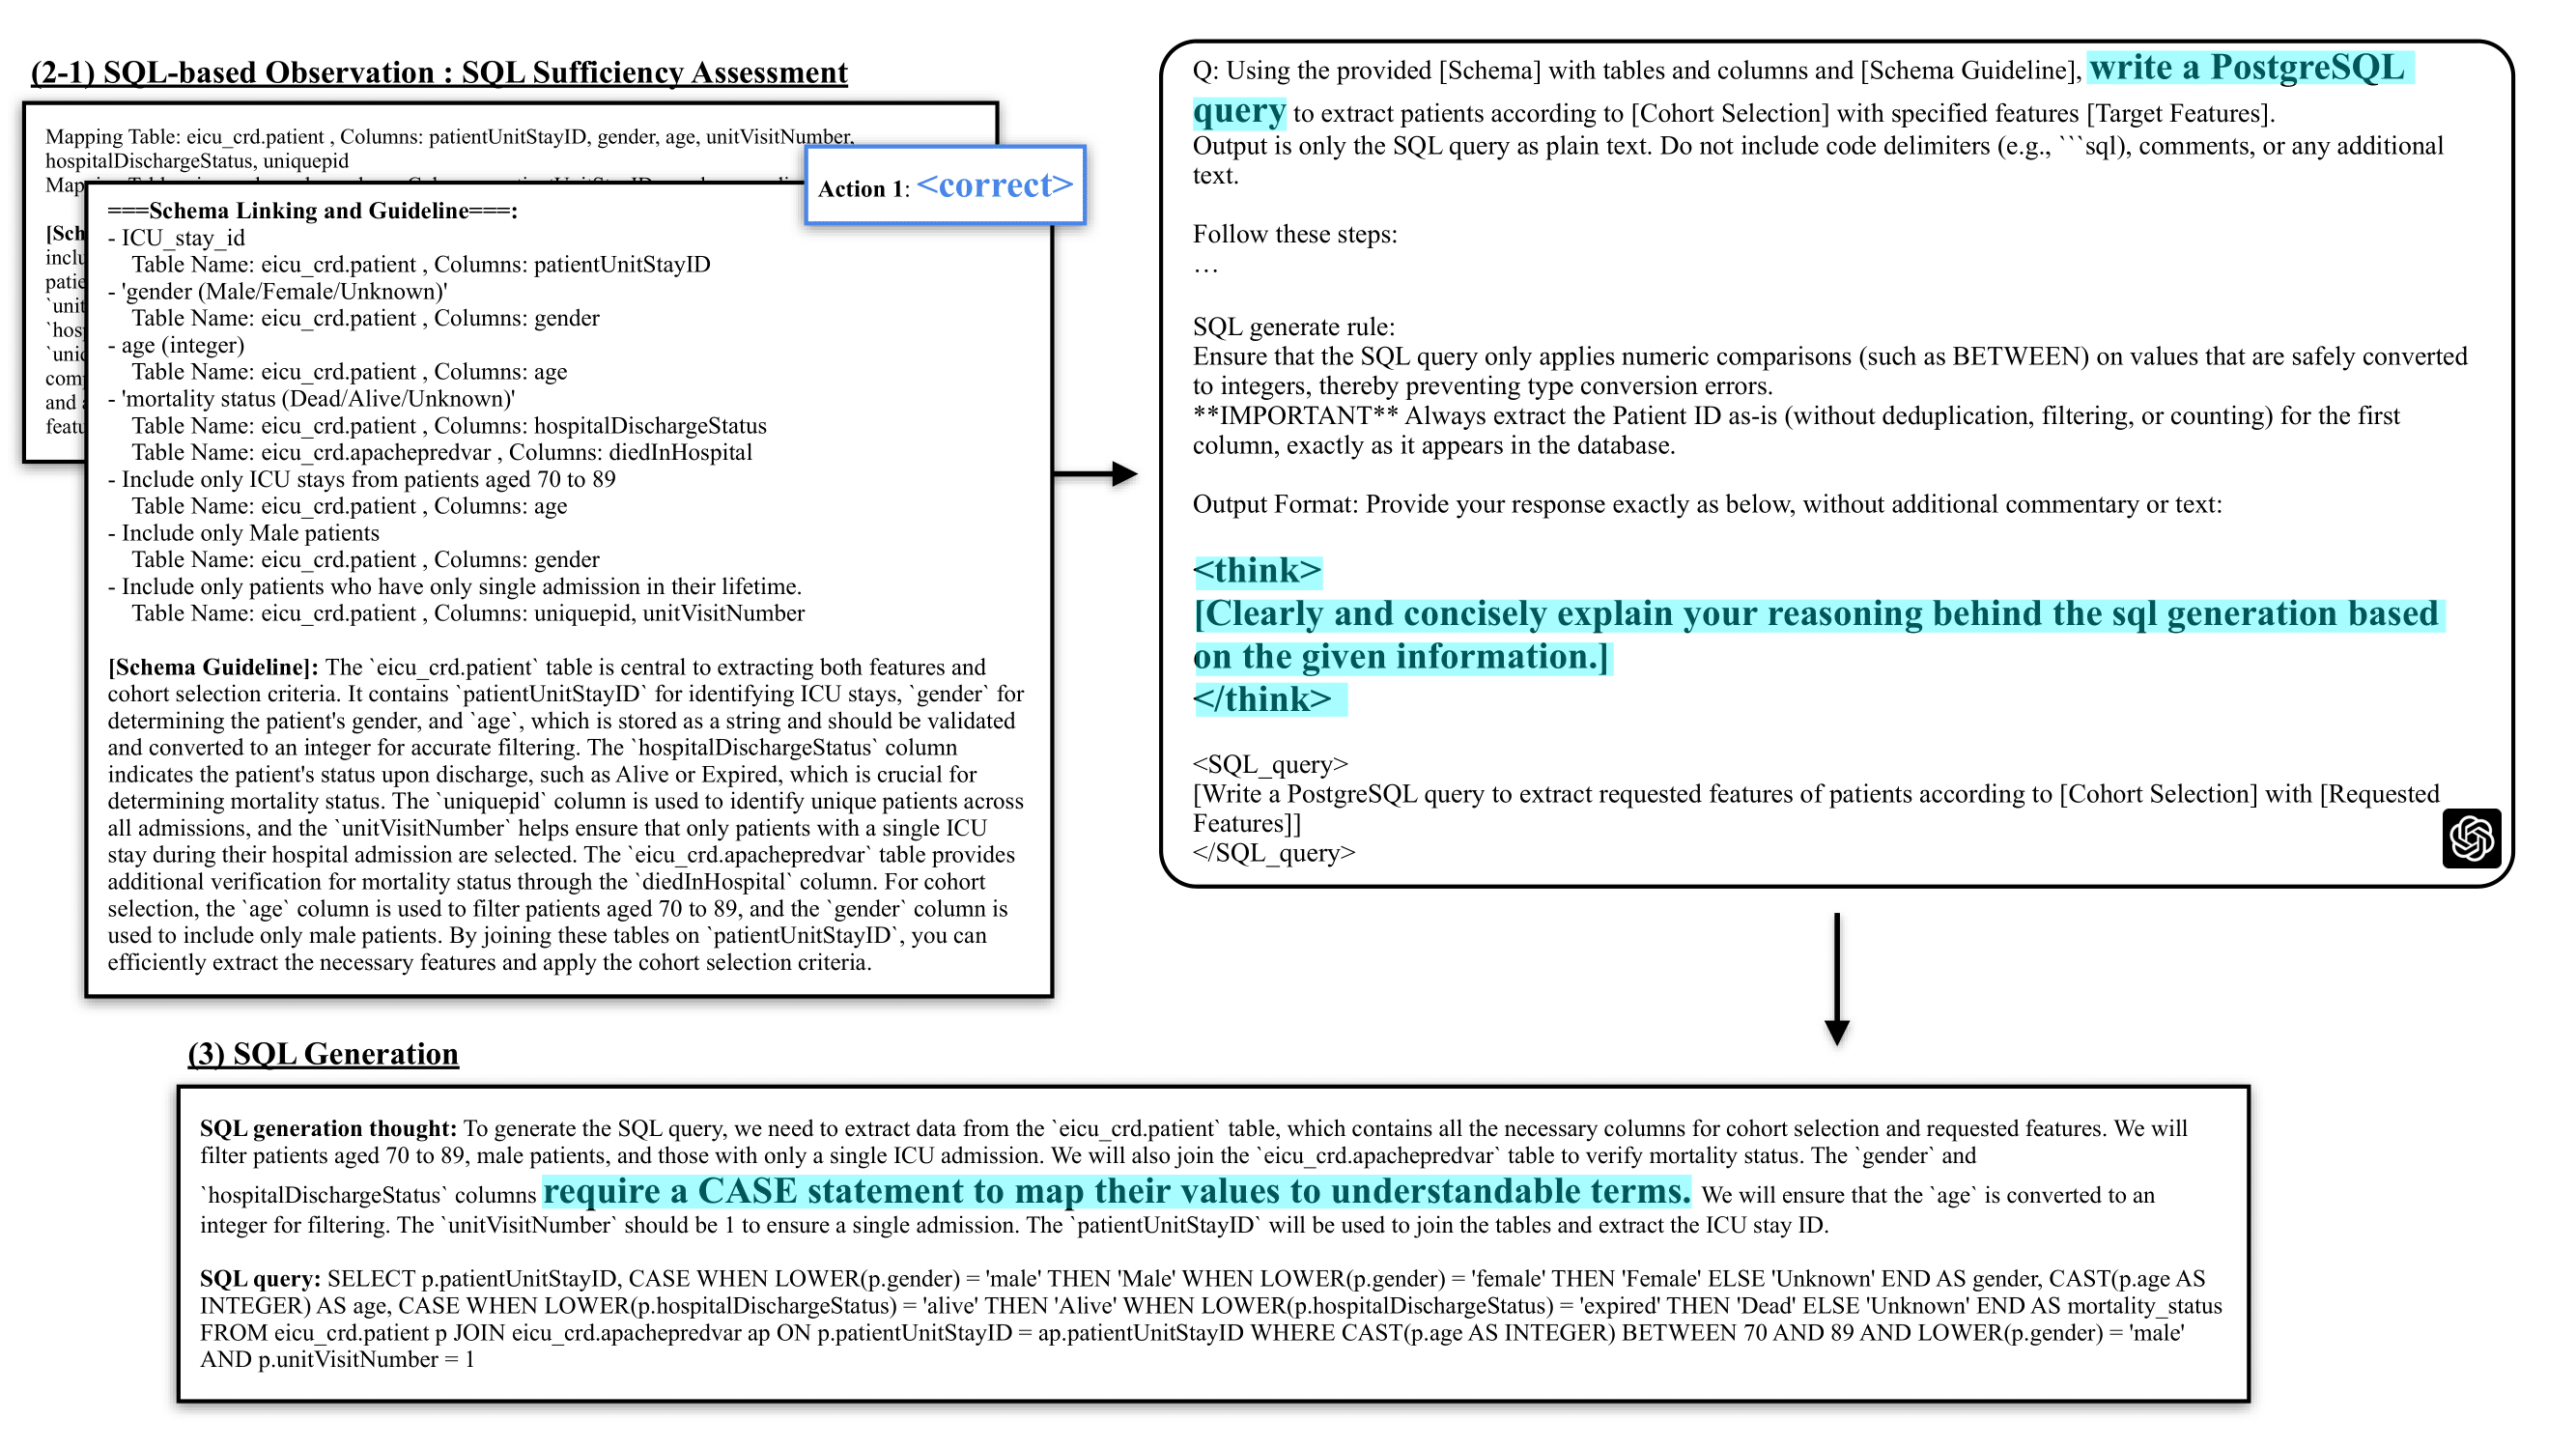 (2-1) SQL-based Observation : SQL Sufficiency Assessment
Mapping Table: eicu_crd.patient , Columns: patientUnitStayID, gender, age, unitVisitNumber,
hospitalDischargeStatus, uniquepid
Action 1: <correct>
===Schema Linking and Guideline===:
- ICU_stay_id
Table Name: eicu_crd.patient , Columns: patientUnitStayID
- 'gender (Male/Female/Unknown)'
Table Name: eicu_crd.patient , Columns: gender
- age (integer)
Table Name: eicu_crd.patient , Columns: age
- 'mortality status (Dead/Alive/Unknown)'
Table Name: eicu_crd.patient , Columns: hospitalDischargeStatus
Table Name: eicu_crd.apachepredvar , Columns: diedInHospital
- Include only ICU stays from patients aged 70 to 89
Table Name: eicu_crd.patient , Columns: age
- Include only Male patients
Table Name: eicu_crd.patient , Columns: gender
- Include only patients who have only single admission in their lifetime.
Table Name: eicu_crd.patient , Columns: uniquepid, unitVisitNumber
[Schema Guideline]: The `eicu_crd.patient` table is central to extracting both features and
cohort selection criteria. It contains `patientUnitStayID` for identifying ICU stays, `gender` for
determining the patient's gender, and `age`, which is stored as a string and should be validated
and converted to an integer for accurate filtering. The `hospitalDischargeStatus` column
indicates the patient's status upon discharge, such as Alive or Expired, which is crucial for
determining mortality status. The `uniquepid` column is used to identify unique patients across
all admissions, and the `unitVisitNumber` helps ensure that only patients with a single ICU
stay during their hospital admission are selected. The `eicu_crd.apachepredvar` table provides
additional verification for mortality status through the `diedInHospital` column. For cohort
selection, the `age` column is used to filter patients aged 70 to 89, and the `gender` column is
used to include only male patients. By joining these tables on `patientUnitStayID`, you can
efficiently extract the necessary features and apply the cohort selection criteria.
Q: Using the provided [Schema] with tables and columns and [Schema Guideline], write a PostgreSQL
query to extract patients according to [Cohort Selection] with specified features [Target Features].
Output is only the SQL query as plain text. Do not include code delimiters (e.g., ```sql), comments, or any additional
text.
Follow these steps:
…
SQL generate rule:
Ensure that the SQL query only applies numeric comparisons (such as BETWEEN) on values that are safely converted
to integers, thereby preventing type conversion errors.
**IMPORTANT** Always extract the Patient ID as-is (without deduplication, filtering, or counting) for the first
column, exactly as it appears in the database.
Output Format: Provide your response exactly as below, without additional commentary or text:
<think>
[Clearly and concisely explain your reasoning behind the sql generation based
on the given information.]
</think>
<SQL_query>
[Write a PostgreSQL query to extract requested features of patients according to [Cohort Selection] with [Requested
Features]]
</SQL_query>
(3) SQL Generation
SQL generation thought: To generate the SQL query, we need to extract data from the `eicu_crd.patient` table, which contains all the necessary columns for cohort selection and requested features. We will
filter patients aged 70 to 89, male patients, and those with only a single ICU admission. We will also join the `eicu_crd.apachepredvar` table to verify mortality status. The `gender` and
`hospitalDischargeStatus` columns require a CASE statement to map their values to understandable terms. We will ensure that the `age` is converted to an
integer for filtering. The `unitVisitNumber` should be 1 to ensure a single admission. The `patientUnitStayID` will be used to join the tables and extract the ICU stay ID.
SQL query: SELECT p.patientUnitStayID, CASE WHEN LOWER(p.gender) = 'male' THEN 'Male' WHEN LOWER(p.gender) = 'female' THEN 'Female' ELSE 'Unknown' END AS gender, CAST(p.age AS
INTEGER) AS age, CASE WHEN LOWER(p.hospitalDischargeStatus) = 'alive' THEN 'Alive' WHEN LOWER(p.hospitalDischargeStatus) = 'expired' THEN 'Dead' ELSE 'Unknown' END AS mortality_status
FROM eicu_crd.patient p JOIN eicu_crd.apachepredvar ap ON p.patientUnitStayID = ap.patientUnitStayID WHERE CAST(p.age AS INTEGER) BETWEEN 70 AND 89 AND LOWER(p.gender) = 'male'
AND p.unitVisitNumber = 1